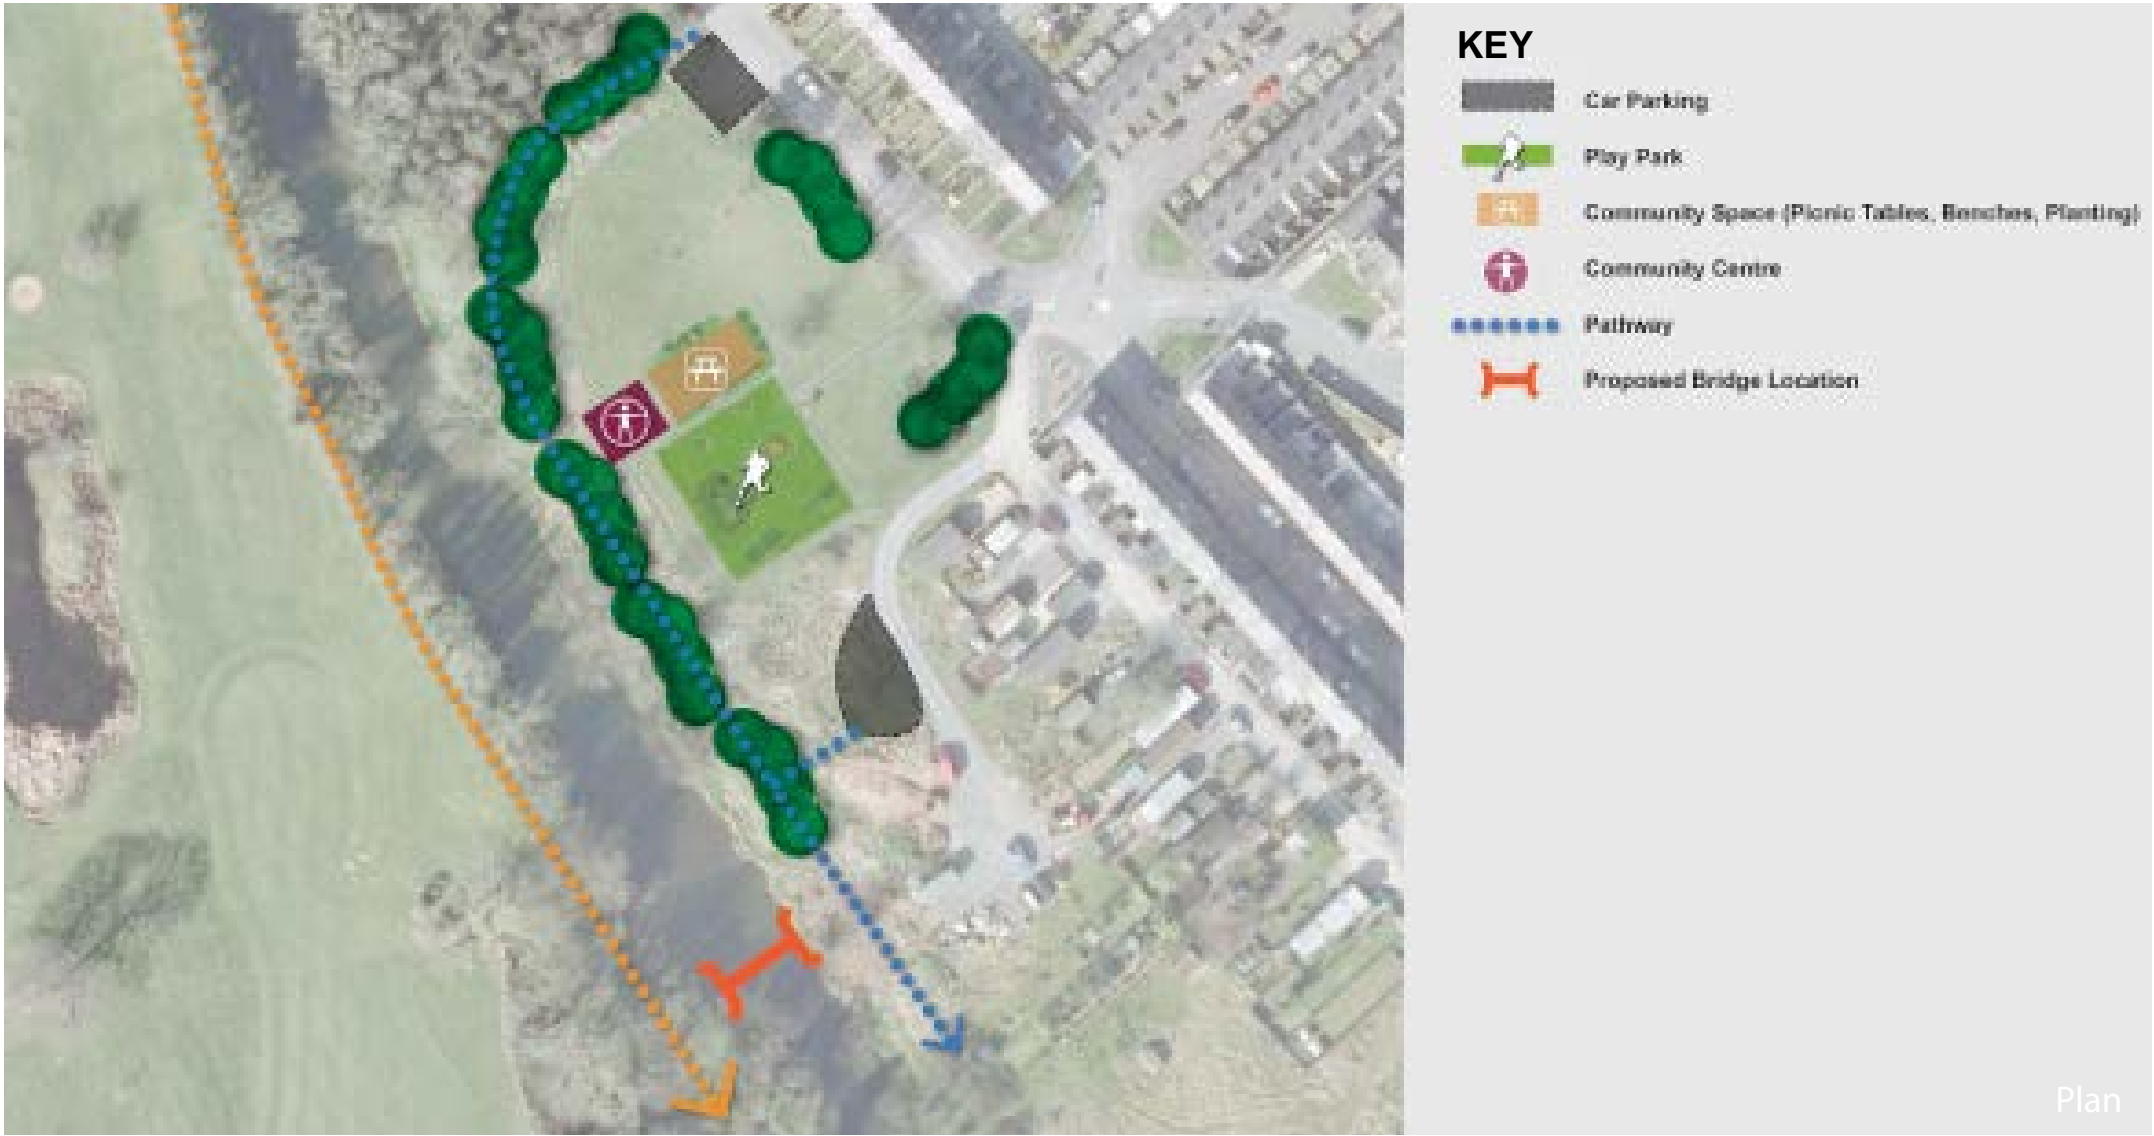 KEY
Car Parking
Play Park
Community Space (Picnic Tables, Benches, Planting)
Community Centre
Pathway
Proposed Bridge Location
Plan